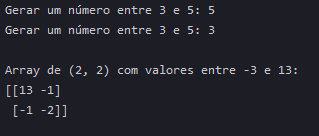 Gerar um número entre 3 e 5: 5
Gerar um número entre 3 e 5: 3
Array de (2, 2) com valores entre -3 e 13:
[[13 -1]
 [-1 -2]]